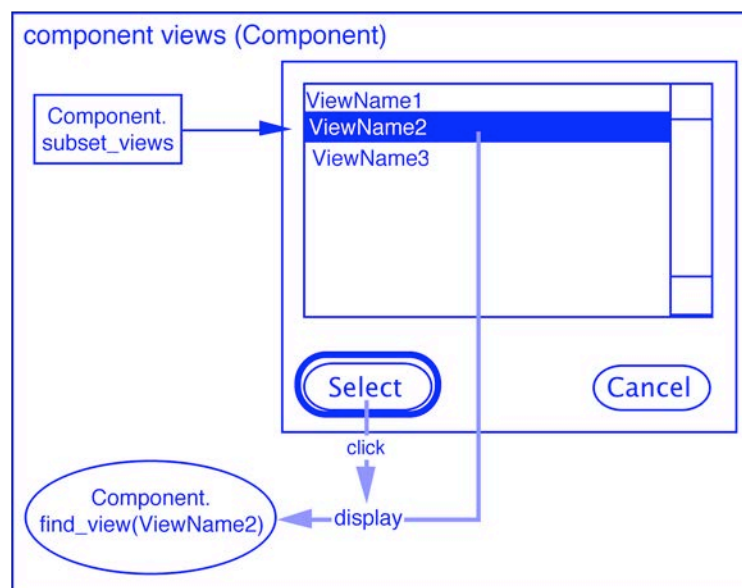 component views (Component)
Component.
subset_views
ViewName1
ViewName2
ViewName3
Select
Cancel
click
display
Component.
find_view(ViewName2)